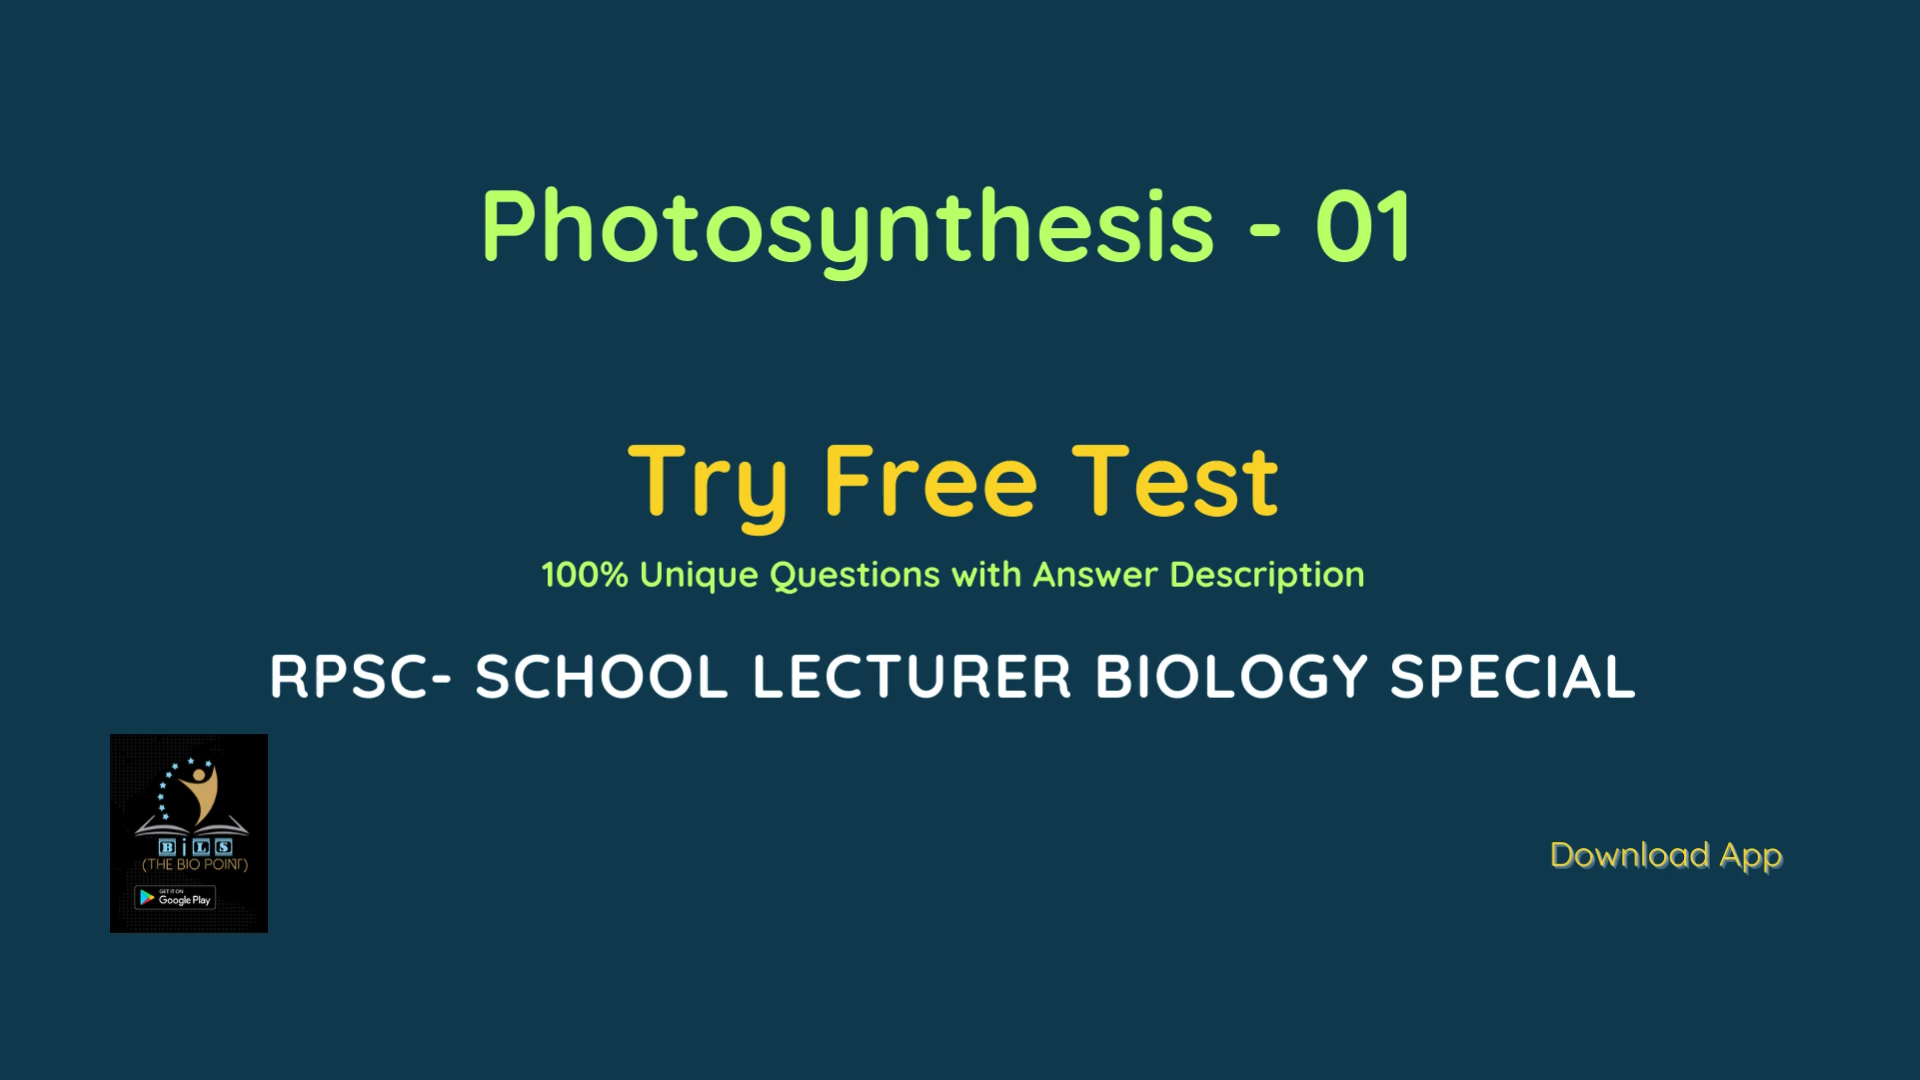 Photosynthesis - 01
Try Free Test
100% Unique Questions with Answer Description
RPSC- SCHOOL LECTURER BIOLOGY SPECIAL
BiLS
(THE BIO POINT)
GET IT ON
Google Play
Download App